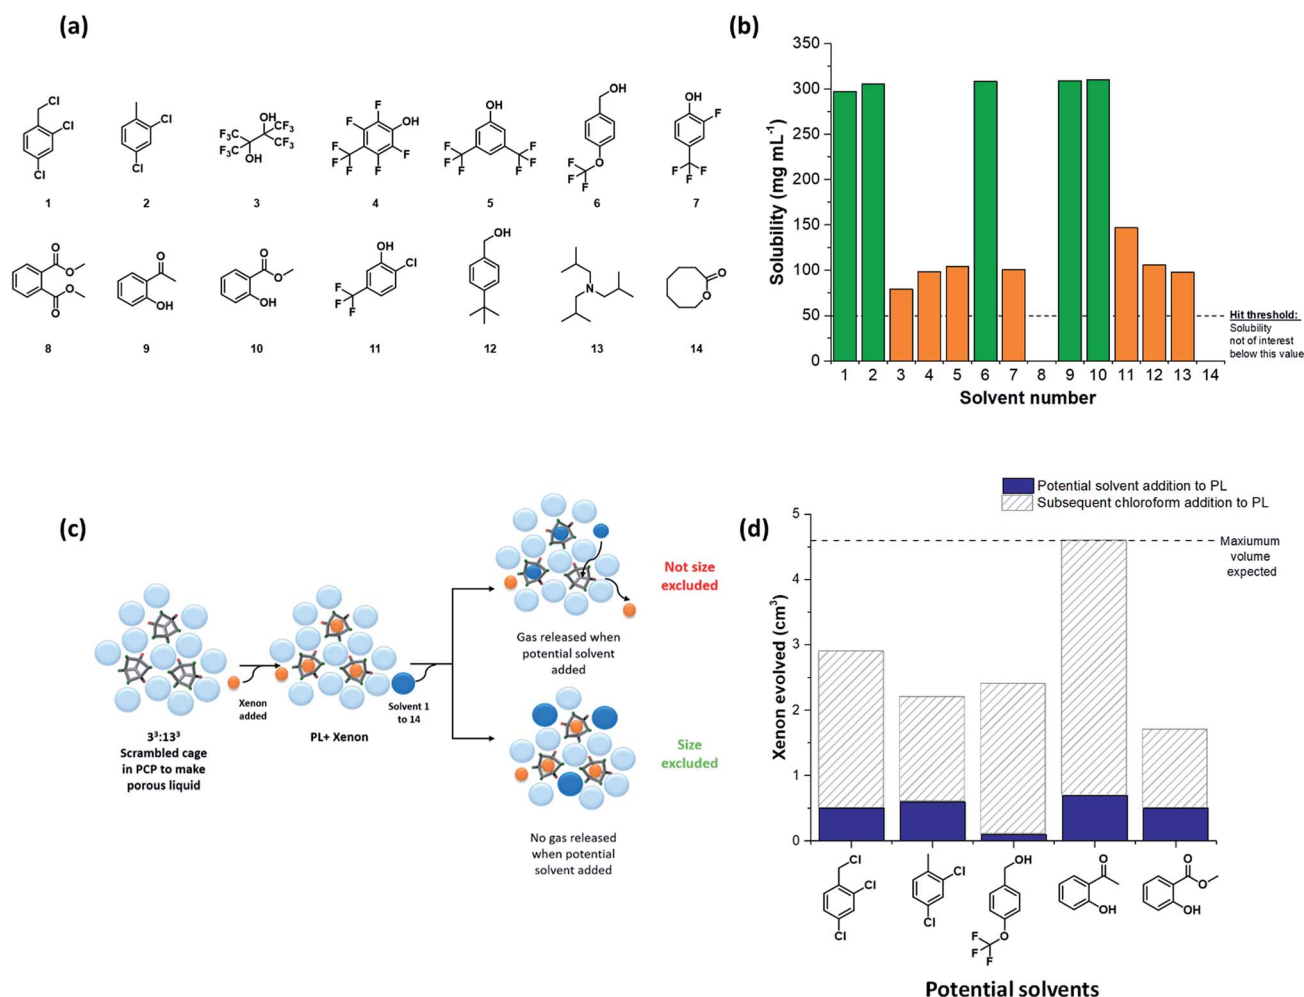 (a)
Cl
Cl
Cl
1
Cl
Cl
2
OH
F₃C
CF₃
F₃C
CF₃
OH
3
F
F
OH
F
F
F
F
F
4
OH
F
F
F
F
F
F
5
OH
O
F
F
F
6
OH
F
F
F
F
7
O
O
O
O
8
O
OH
9
O
O
OH
10
OH
Cl
F
F
F
11
OH
12
N
13
O
O
14
(b)
350
300
250
200
150
100
50
0
Solubility (mg mL⁻¹)
1 2 3 4 5 6 7 8 9 10 11 12 13 14
Solvent number
Hit threshold:
Solubility
not of interest
below this value
(c)
3³:13³
Scrambled cage
in PCP to make
porous liquid
Xenon
added
PL+ Xenon
Solvent 1
to 14
Not size
excluded
Gas released when
potential solvent
added
Size
excluded
No gas released
when potential
solvent added
(d)
Potential solvent addition to PL
Subsequent chloroform addition to PL
5
4
3
2
1
0
Xenon evolved (cm³)
Maxiumum
volume
expected
Cl
Cl
Cl
Cl
Cl
OH
O
F
F
F
O
OH
O
O
OH
Potential solvents